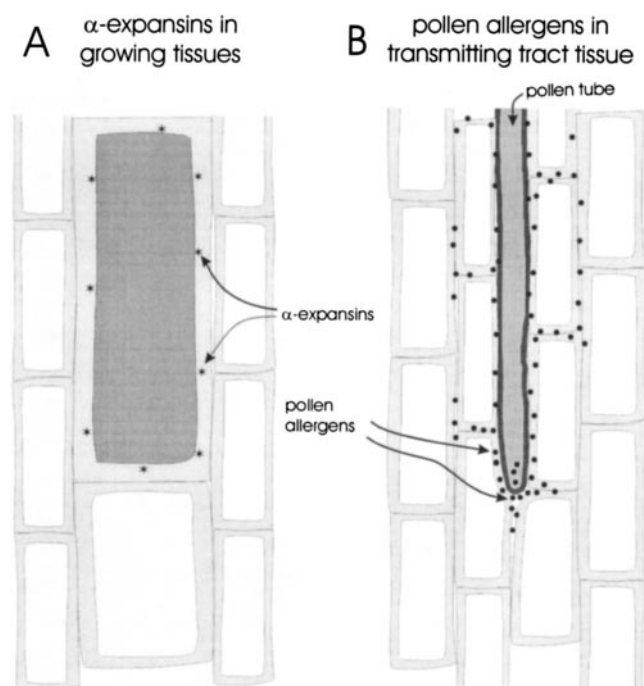 A
α-expansins in
growing tissues
α-expansins
B
pollen allergens in
transmitting tract tissue
pollen tube
pollen
allergens